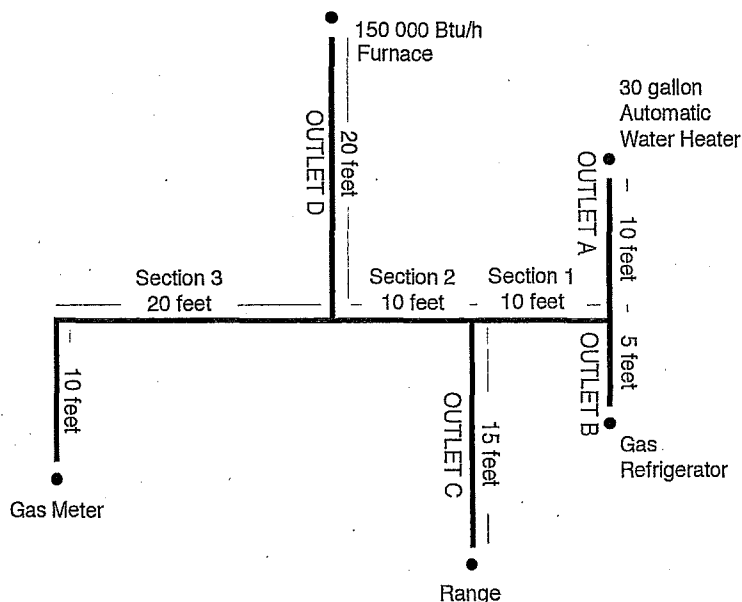 150 000 Btu/h
Furnace
30 gallon
Automatic
Water Heater
OUTLET D
20 feet
OUTLET A
10 feet
Section 3
20 feet
Section 2
10 feet
Section 1
10 feet
10 feet
OUTLET B
5 feet
OUTLET C
15 feet
Gas
Refrigerator
Gas Meter
Range